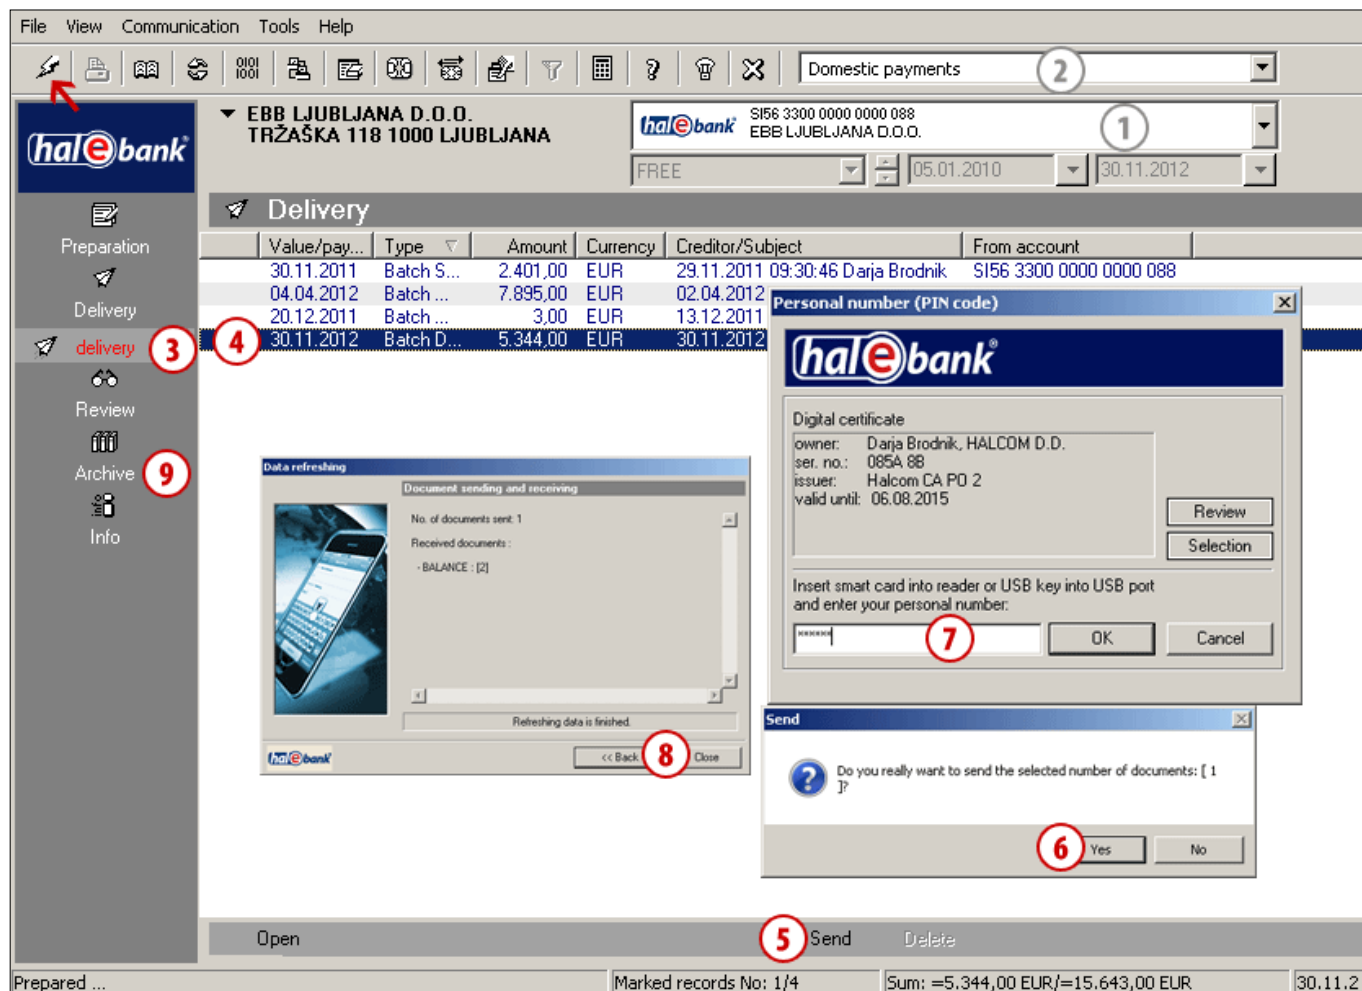 File View Communication Tools Help
Domestic payments 2
hal e bank
EBB LJUBLJANA D.O.O.
TRŽAŠKA 118 1000 LJUBLJANA
hal e bank SI56 3300 0000 0000 088
EBB LJUBLJANA D.O.O. 1
FREE 05.01.2010 30.11.2012
Delivery
Preparation
Delivery
delivery 3
Review
Archive 9
Info
Value/pay... Type Amount Currency Creditor/Subject From account
30.11.2011 Batch S... 2.401,00 EUR 29.11.2011 09:30:46 Darja Brodnik SI56 3300 0000 0000 088
04.04.2012 Batch ... 7.895,00 EUR 02.04.2012
20.12.2011 Batch ... 3,00 EUR 13.12.2011
4 30.11.2012 Batch D... 5.344,00 EUR 30.11.2012
Personal number (PIN code)
hal e bank
Digital certificate
owner: Darja Brodnik, HALCOM D.D.
ser. no.: 085A 8B
issuer: Halcom CA PO 2
valid until: 06.08.2015
Review
Selection
Insert smart card into reader or USB key into USB port
and enter your personal number:
****** 7 OK Cancel
Data refreshing
Document sending and receiving
No. of documents sent: 1
Received documents :
- BALANCE : [2]
Refreshing data is finished.
hal e bank << Back 8 Close
Send
Do you really want to send the selected number of documents: [ 1
]?
6 Yes No
Open 5 Send Delete
Prepared ... Marked records No: 1/4 Sum: =5.344,00 EUR/=15.643,00 EUR 30.11.2